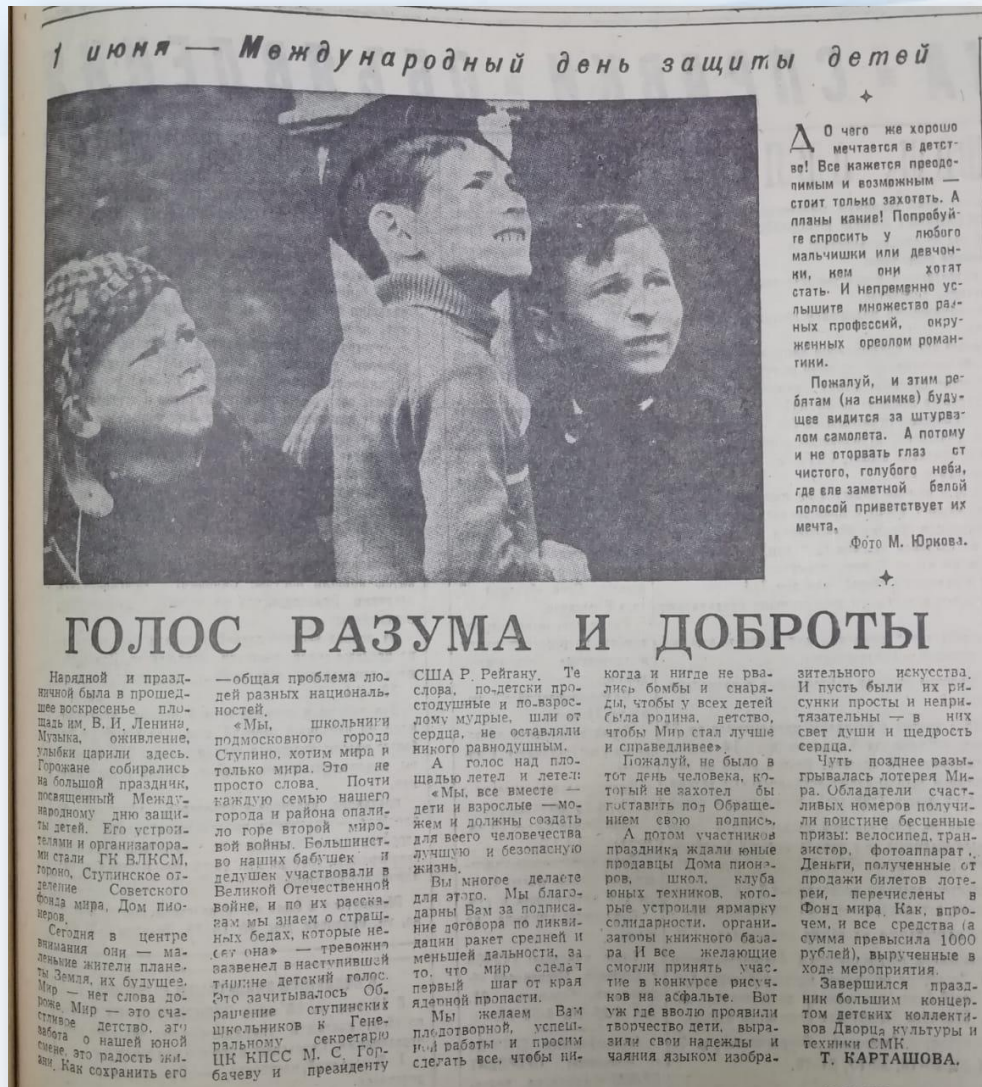 1 июня — Международный день защиты детей
ДО чего же хорошо
мечтается в детст-
ве! Все кажется преодо-
лимым и возможным —
стоит только захотеть. А
планы какие! Попробуй-
те спросить у любого
мальчишки или девчон-
ки, кем они хотят
стать. И непременно ус-
лышите множество раз-
ных профессий, окру-
женных ореолом роман-
тики.
Пожалуй, и этим ре-
бятам (на снимке) буду-
щее видится за штурва-
лом самолета. А потому
и не оторвать глаз от
чистого, голубого неба,
где еле заметной белой
полосой приветствует их
мечта.
Фото М. Юркова.
ГОЛОС РАЗУМА И ДОБРОТЫ
Нарядной и празд-
ничной была в прошед-
шее воскресенье пло-
щадь им. В. И. Ленина.
Музыка, оживление,
улыбки царили здесь.
Горожане собирались
на большой праздник,
посвященный Между-
народному дню защи-
ты детей. Его устрои-
телями и организатора-
ми стали ГК ВЛКСМ,
гороно, Ступинское от-
деление Советского
фонда мира, Дом пио-
неров.
Сегодня в центре
внимания они — ма-
ленькие жители плане-
ты Земля, их будущее.
Мир — нет слова до-
роже. Мир — это сча-
стливое детство, это
забота о нашей юной
смене, это радость жи-
зни. Как сохранить его
— общая проблема лю-
дей разных националь-
ностей.
«Мы, школьники
подмосковного города
Ступино, хотим мира и
только мира. Это не
просто слова. Почти
каждую семью нашего
города и района опали-
ло горе второй миро-
вой войны. Большинст-
во наших бабушек и
дедушек участвовали в
Великой Отечественной
войне, и по их расска-
зам мы знаем о страш-
ных бедах, которые не-
сет она» — тревожно
зазвенел в наступившей
тишине детский голос.
Это зачитывалось Об-
ращение ступинских
школьников к Гене-
ральному секретарю
ЦК КПСС М. С. Гор-
бачеву и президенту
США Р. Рейгану. Те
слова, по-детски про-
стодушные и по-взрос-
лому мудрые, шли от
сердца, не оставляли
никого равнодушным.
А голос над пло-
щадью летел и летел:
«Мы, все вместе —
дети и взрослые — мо-
жем и должны создать
для всего человечества
лучшую и безопасную
жизнь.
Вы многое делаете
для этого. Мы благо-
дарны Вам за подписа-
ние договора по ликви-
дации ракет средней и
меньшей дальности, за
то, что мир сделал
первый шаг от края
ядерной пропасти.
Мы желаем Вам
плодотворной, успеш-
ной работы и просим
сделать все, чтобы ни-
когда и нигде не рва-
лись бомбы и снаря-
ды, чтобы у всех детей
была родина, детство,
чтобы Мир стал лучше
и справедливее».
Пожалуй, не было в
тот день человека, ко-
торый не захотел бы
поставить под Обраще-
нием свою подпись.
А потом участников
праздника ждали юные
продавцы Дома пионе-
ров, школ, клуба
юных техников, кото-
рые устроили ярмарку
солидарности, органи-
заторы книжного база-
ра. И все желающие
смогли принять учас-
тие в конкурсе рисун-
ков на асфальте. Вот
уж где вволю проявили
творчество дети, выра-
зили свои надежды и
чаяния языком изобра-
зительного искусства.
И пусть были их ри-
сунки просты и непри-
тязательны — в них
свет души и щедрость
сердца.
Чуть позднее разы-
грывалась лотерея Ми-
ра. Обладатели счаст-
ливых номеров получи-
ли поистине бесценные
призы: велосипед, тран-
зистор, фотоаппарат.
Деньги, полученные от
продажи билетов лоте-
реи, перечислены в
Фонд мира. Как, впро-
чем, и все средства (а
сумма превысила 1000
рублей), вырученные в
ходе мероприятия.
Завершился празд-
ник большим концер-
том детских коллекти-
вов Дворца культуры и
техники СМК.
Т. КАРТАШОВА.